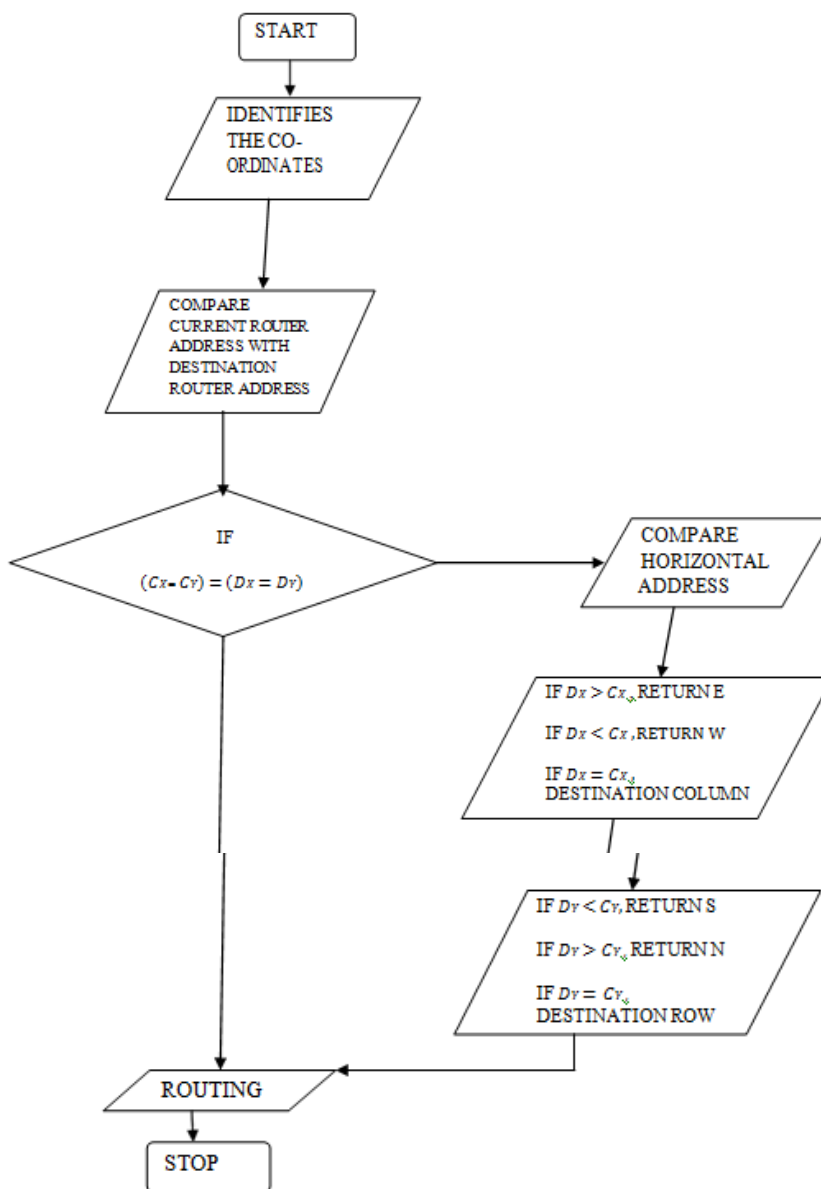 START
IDENTIFIES
THE CO-
ORDINATES
COMPARE
CURRENT ROUTER
ADDRESS WITH
DESTINATION
ROUTER ADDRESS
IF
(CX= CY) = (DX = DY)
COMPARE
HORIZONTAL
ADDRESS
IF DX > CX, RETURN E
IF DX < CX ,RETURN W
IF DX = CX,
DESTINATION COLUMN
IF DY < CY, RETURN S
IF DY > CY, RETURN N
IF DY = CY,
DESTINATION ROW
ROUTING
STOP